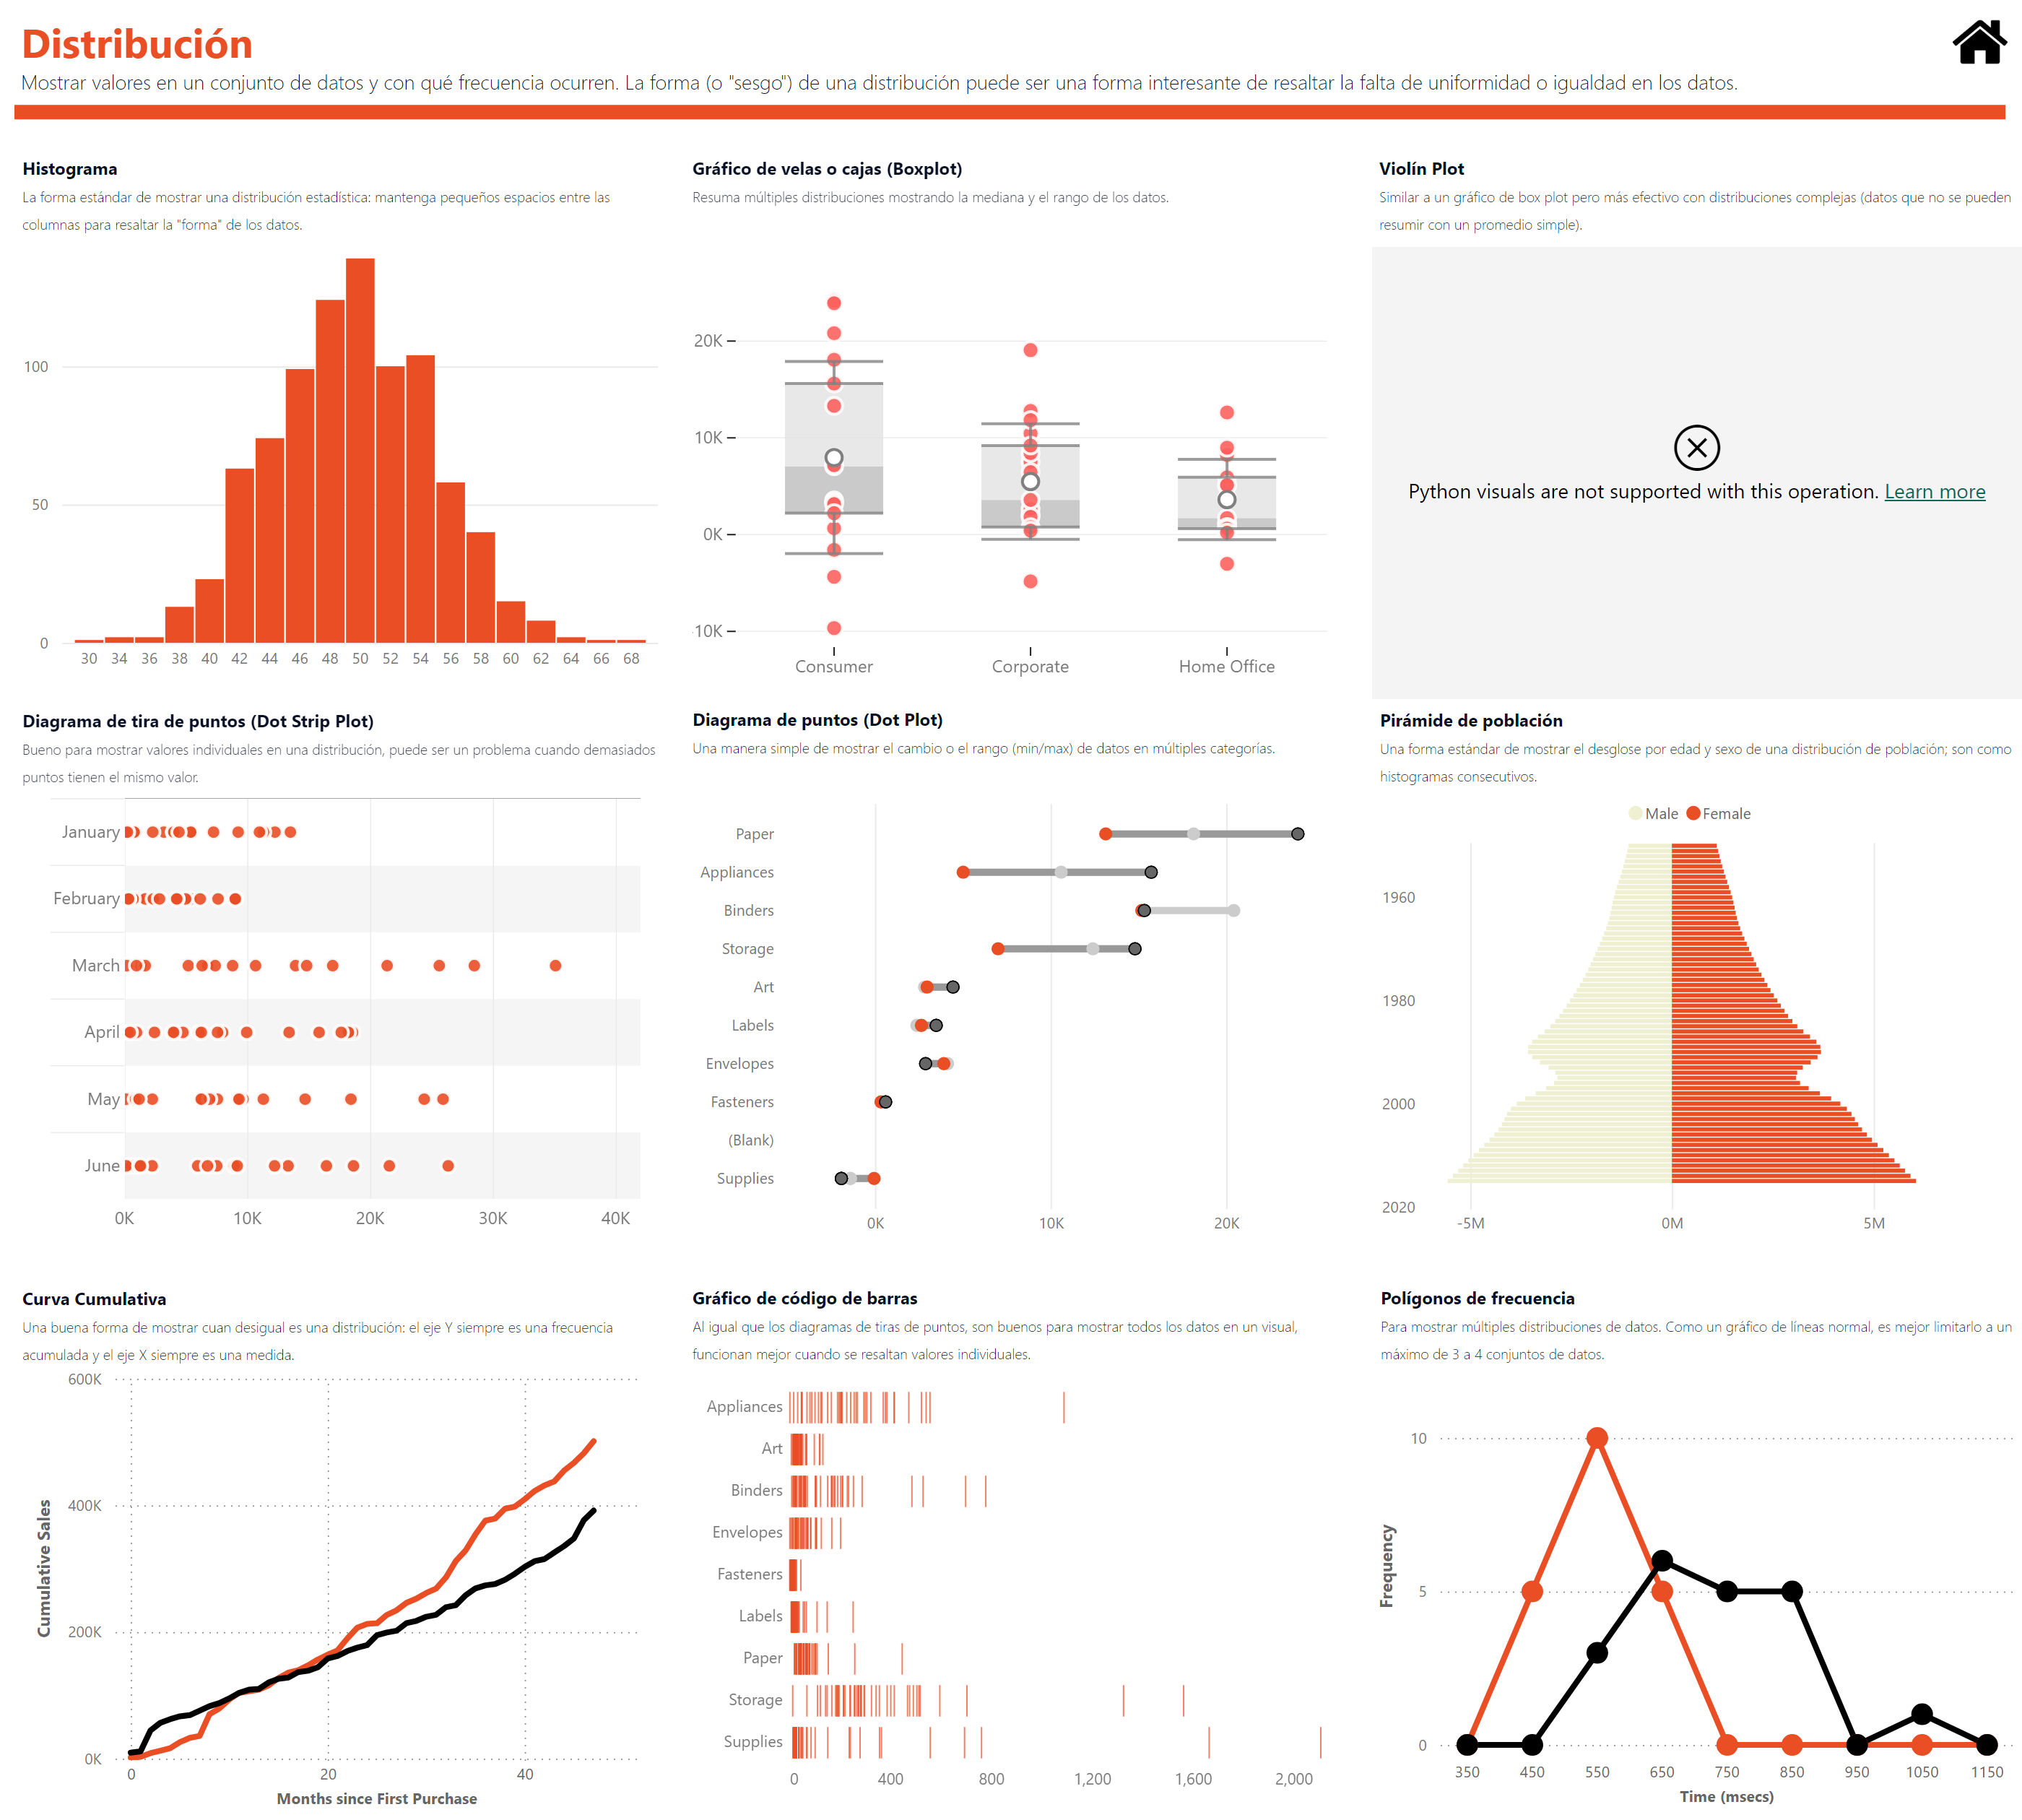 Distribución
Mostrar valores en un conjunto de datos y con qué frecuencia ocurren. La forma (o "sesgo") de una distribución puede ser una forma interesante de resaltar la falta de uniformidad o igualdad en los datos.
Histograma
La forma estándar de mostrar una distribución estadística: mantenga pequeños espacios entre las
columnas para resaltar la "forma" de los datos.
100
50
0
30 34 36 38 40 42 44 46 48 50 52 54 56 58 60 62 64 66 68
Gráfico de velas o cajas (Boxplot)
Resuma múltiples distribuciones mostrando la mediana y el rango de los datos.
20K
10K
0K
-10K
Consumer Corporate Home Office
Violín Plot
Similar a un gráfico de box plot pero más efectivo con distribuciones complejas (datos que no se pueden
resumir con un promedio simple).
Python visuals are not supported with this operation. Learn more
Diagrama de tira de puntos (Dot Strip Plot)
Bueno para mostrar valores individuales en una distribución, puede ser un problema cuando demasiados
puntos tienen el mismo valor.
January
February
March
April
May
June
0K 10K 20K 30K 40K
Diagrama de puntos (Dot Plot)
Una manera simple de mostrar el cambio o el rango (min/max) de datos en múltiples categorías.
Paper
Appliances
Binders
Storage
Art
Labels
Envelopes
Fasteners
(Blank)
Supplies
0K 10K 20K
Pirámide de población
Una forma estándar de mostrar el desglose por edad y sexo de una distribución de población; son como
histogramas consecutivos.
Male Female
1960
1980
2000
2020
-5M 0M 5M
Curva Cumulativa
Una buena forma de mostrar cuan desigual es una distribución: el eje Y siempre es una frecuencia
acumulada y el eje X siempre es una medida.
Cumulative Sales
600K
400K
200K
0K
0 20 40
Months since First Purchase
Gráfico de código de barras
Al igual que los diagramas de tiras de puntos, son buenos para mostrar todos los datos en un visual,
funcionan mejor cuando se resaltan valores individuales.
Appliances
Art
Binders
Envelopes
Fasteners
Labels
Paper
Storage
Supplies
0 400 800 1,200 1,600 2,000
Polígonos de frecuencia
Para mostrar múltiples distribuciones de datos. Como un gráfico de líneas normal, es mejor limitarlo a un
máximo de 3 a 4 conjuntos de datos.
Frequency
10
5
0
350 450 550 650 750 850 950 1050 1150
Time (msecs)